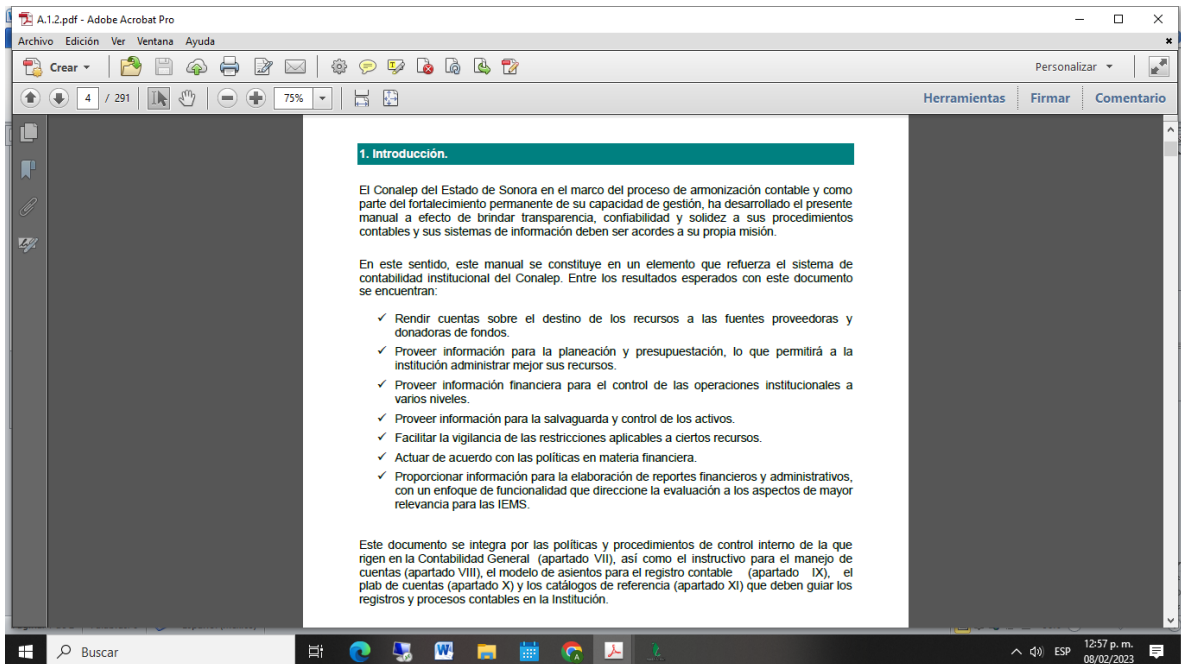 A.1.2.pdf - Adobe Acrobat Pro
Archivo Edición Ver Ventana Ayuda
Crear
Personalizar
4 / 291
75%
Herramientas Firmar Comentario
1. Introducción.
El Conalep del Estado de Sonora en el marco del proceso de armonización contable y como
parte del fortalecimiento permanente de su capacidad de gestión, ha desarrollado el presente
manual a efecto de brindar transparencia, confiabilidad y solidez a sus procedimientos
contables y sus sistemas de información deben ser acordes a su propia misión.
En este sentido, este manual se constituye en un elemento que refuerza el sistema de
contabilidad institucional del Conalep. Entre los resultados esperados con este documento
se encuentran:
✓ Rendir cuentas sobre el destino de los recursos a las fuentes proveedoras y
donadoras de fondos.
✓ Proveer información para la planeación y presupuestación, lo que permitirá a la
institución administrar mejor sus recursos.
✓ Proveer información financiera para el control de las operaciones institucionales a
varios niveles.
✓ Proveer información para la salvaguarda y control de los activos.
✓ Facilitar la vigilancia de las restricciones aplicables a ciertos recursos.
✓ Actuar de acuerdo con las políticas en materia financiera.
✓ Proporcionar información para la elaboración de reportes financieros y administrativos,
con un enfoque de funcionalidad que direccione la evaluación a los aspectos de mayor
relevancia para las IEMS.
Este documento se integra por las políticas y procedimientos de control interno de la que
rigen en la Contabilidad General (apartado VII), así como el instructivo para el manejo de
cuentas (apartado VIII), el modelo de asientos para el registro contable (apartado IX), el
plab de cuentas (apartado X) y los catálogos de referencia (apartado XI) que deben guiar los
registros y procesos contables en la Institución.
Buscar
ESP
12:57 p. m.
08/02/2023